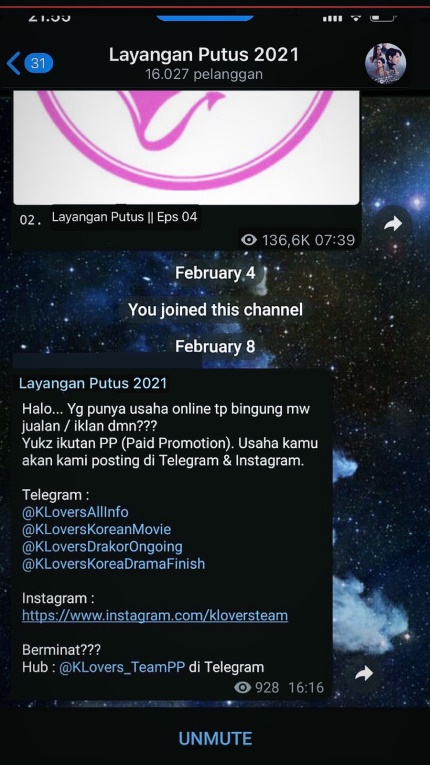 21.55
31
Layangan Putus 2021
16.027 pelanggan
02. Layangan Putus || Eps 04
136,6K 07:39
February 4
You joined this channel
February 8
Layangan Putus 2021
Halo... Yg punya usaha online tp bingung mw
jualan / iklan dmn???
Yukz ikutan PP (Paid Promotion). Usaha kamu
akan kami posting di Telegram & Instagram.
Telegram :
@KLoversAllInfo
@KLoversKoreanMovie
@KLoversDrakorOngoing
@KLoversKoreaDramaFinish
Instagram :
https://www.instagram.com/kloversteam
Berminat???
Hub : @KLovers_TeamPP di Telegram
928 16:16
UNMUTE